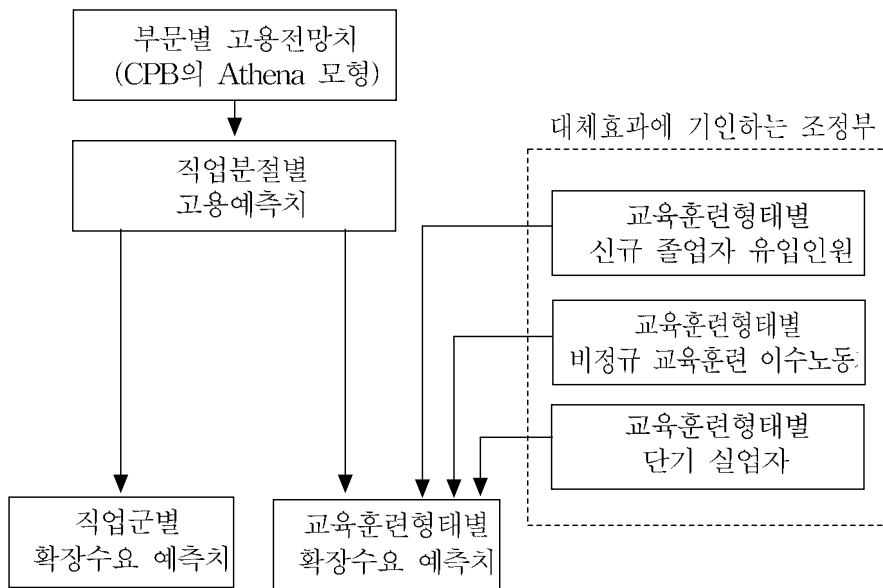 부문별 고용전망치
(CPB의 Athena 모형)
직업분절별
고용예측치
대체효과에 기인하는 조정부
교육훈련형태별
신규 졸업자 유입인원
교육훈련형태별
비정규 교육훈련 이수노동
교육훈련형태별
단기 실업자
직업군별
확장수요 예측치
교육훈련형태별
확장수요 예측치